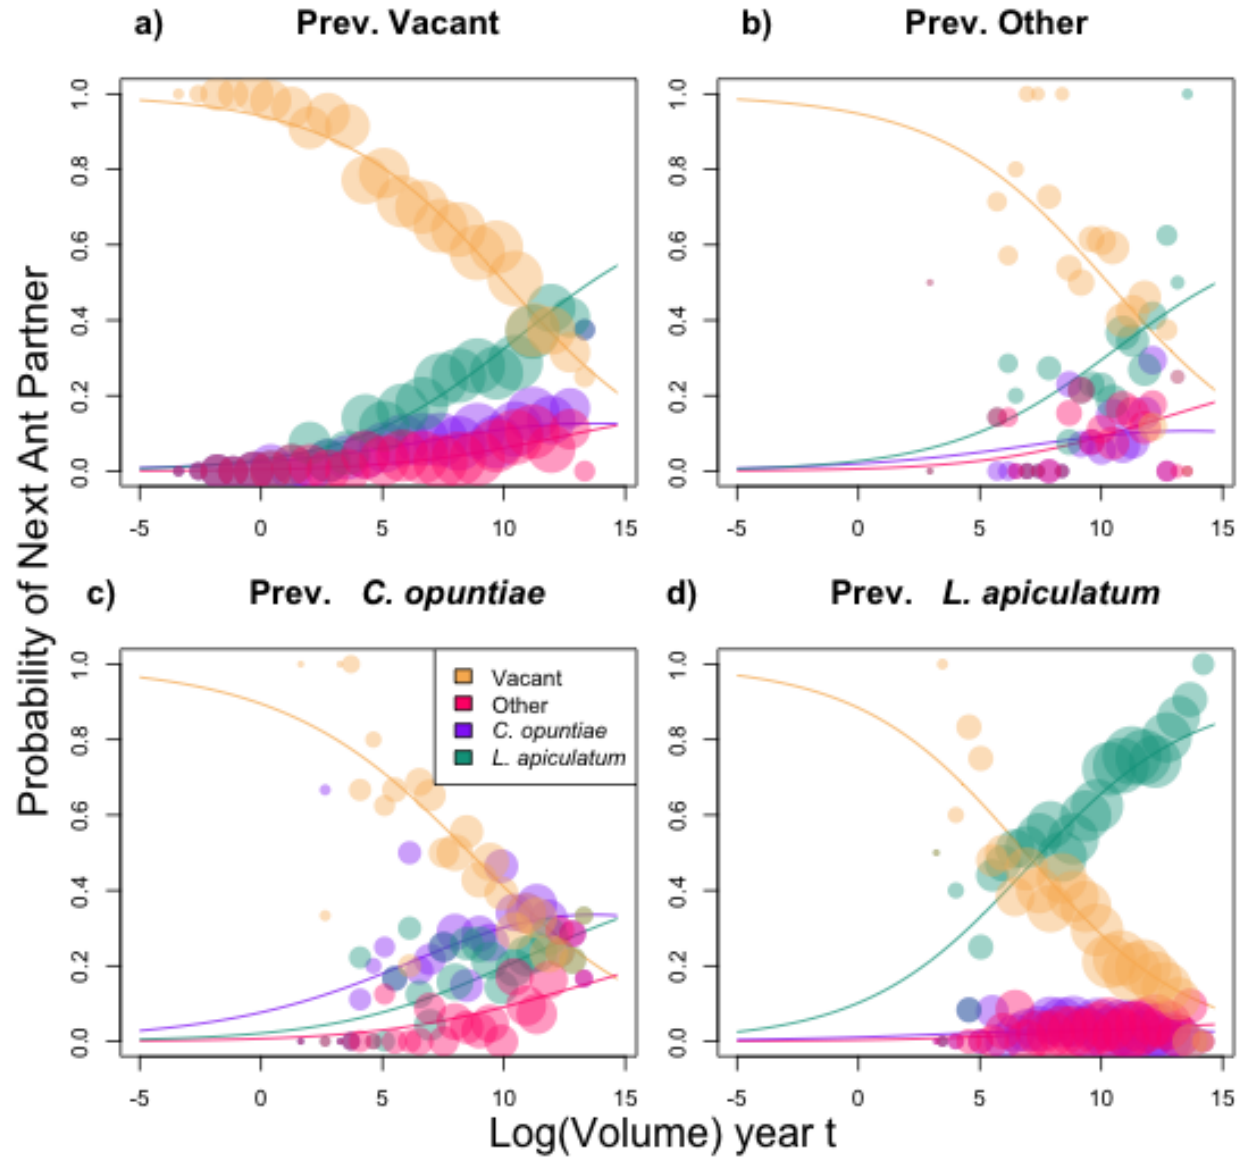 a) Prev. Vacant
b) Prev. Other
1.0
0.8
0.6
0.4
0.2
0.0
-5 0 5 10 15
1.0
0.8
0.6
0.4
0.2
0.0
-5 0 5 10 15
Probability of Next Ant Partner
c) Prev. C. opuntiae
d) Prev. L. apiculatum
1.0
0.8
0.6
0.4
0.2
0.0
Vacant
Other
C. opuntiae
L. apiculatum
-5 0 5 10 15
1.0
0.8
0.6
0.4
0.2
0.0
-5 0 5 10 15
Log(Volume) year t